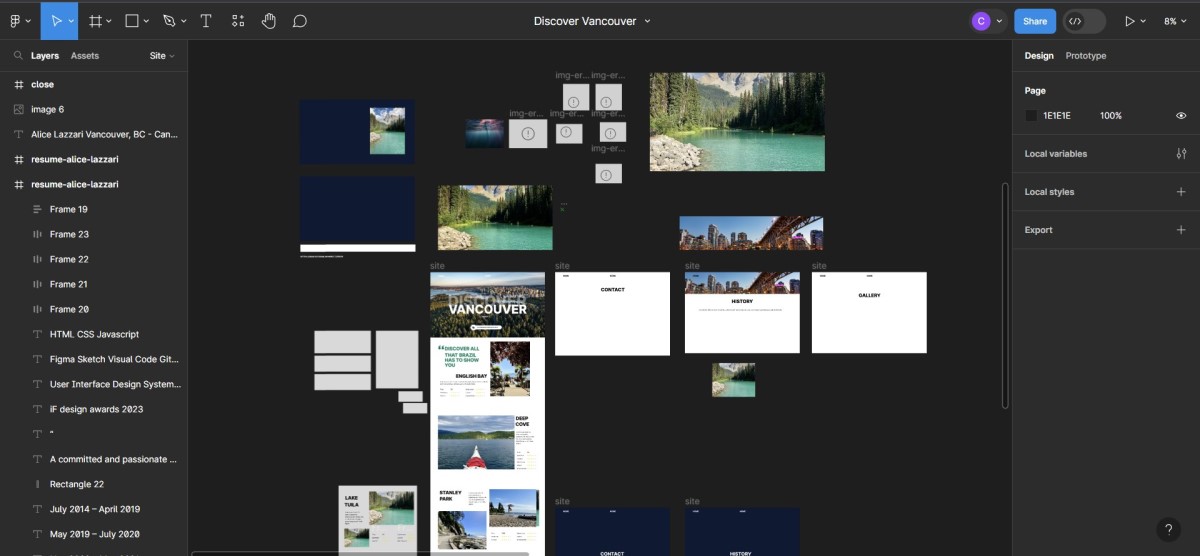 Discover Vancouver
C
Share
8%
Layers
Assets
Site
Design
Prototype
close
image 6
Alice Lazzari Vancouver, BC - Can...
resume-alice-lazzari
resume-alice-lazzari
Frame 19
Frame 23
Frame 22
Frame 21
Frame 20
HTML CSS Javascript
Figma Sketch Visual Code Git...
User Interface Design System...
iF design awards 2023
"
A committed and passionate ...
Rectangle 22
July 2014 – April 2019
May 2019 – July 2020
img-er...
img-er...
img-er...
img-er...
img-er...
img-er...
...
site
site
site
site
DISCOVER
VANCOUVER
CONTACT
HISTORY
GALLERY
“ DISCOVER ALL
THAT BRAZIL
HAS TO SHOW
YOU
ENGLISH BAY
DEEP
COVE
STANLEY
PARK
LAKE
site
site
CONTACT
HISTORY
Page
1E1E1E
100%
Local variables
Local styles
Export
?